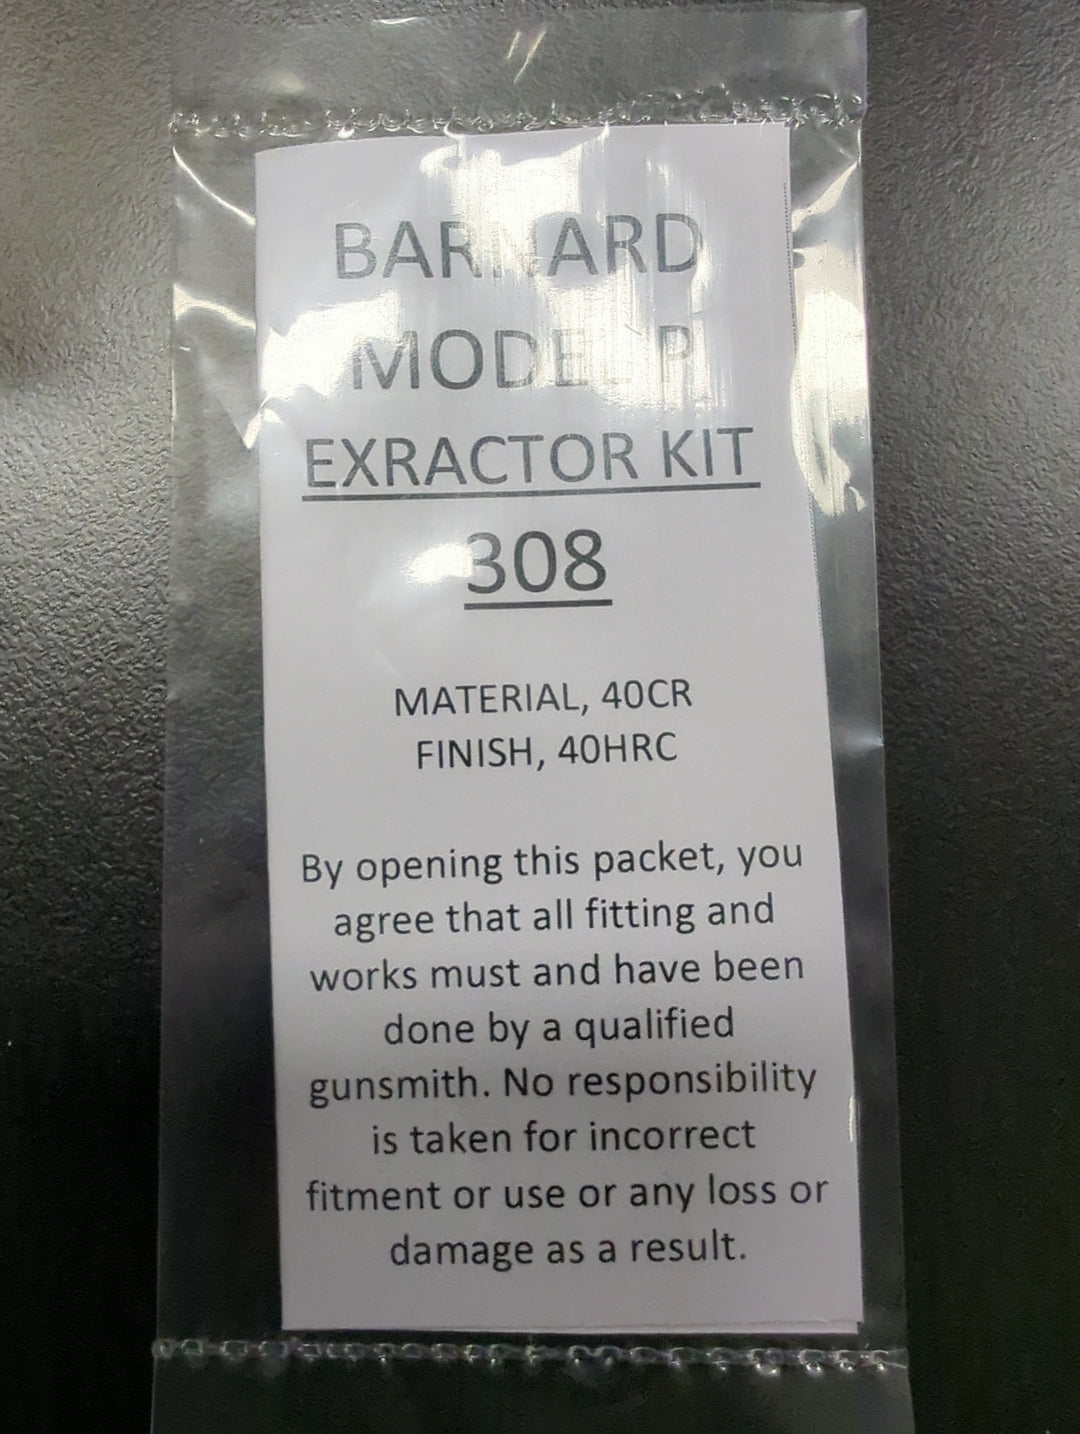 BARNARD
MODEL P
EXRACTOR KIT
308
MATERIAL, 40CR
FINISH, 40HRC
By opening this packet, you
agree that all fitting and
works must and have been
done by a qualified
gunsmith. No responsibility
is taken for incorrect
fitment or use or any loss or
damage as a result.